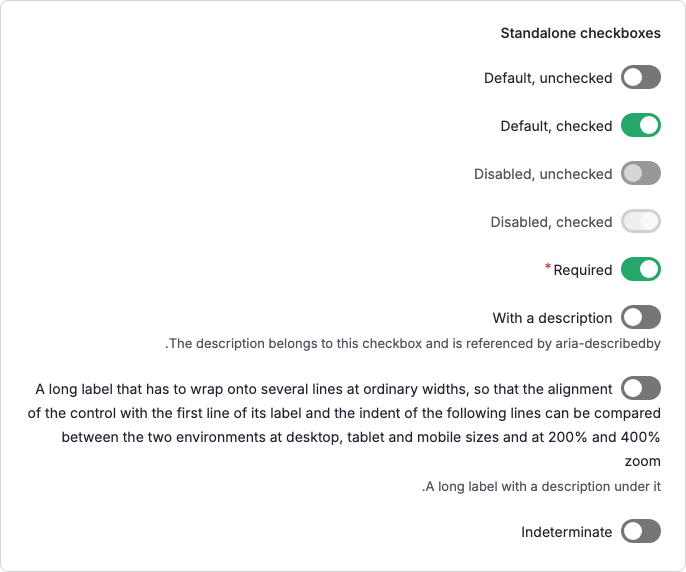 Standalone checkboxes
Default, unchecked
Default, checked
Disabled, unchecked
Disabled, checked
*Required
With a description
.The description belongs to this checkbox and is referenced by aria-describedby
A long label that has to wrap onto several lines at ordinary widths, so that the alignment
of the control with the first line of its label and the indent of the following lines can be compared
between the two environments at desktop, tablet and mobile sizes and at 200% and 400%
zoom
.A long label with a description under it
Indeterminate